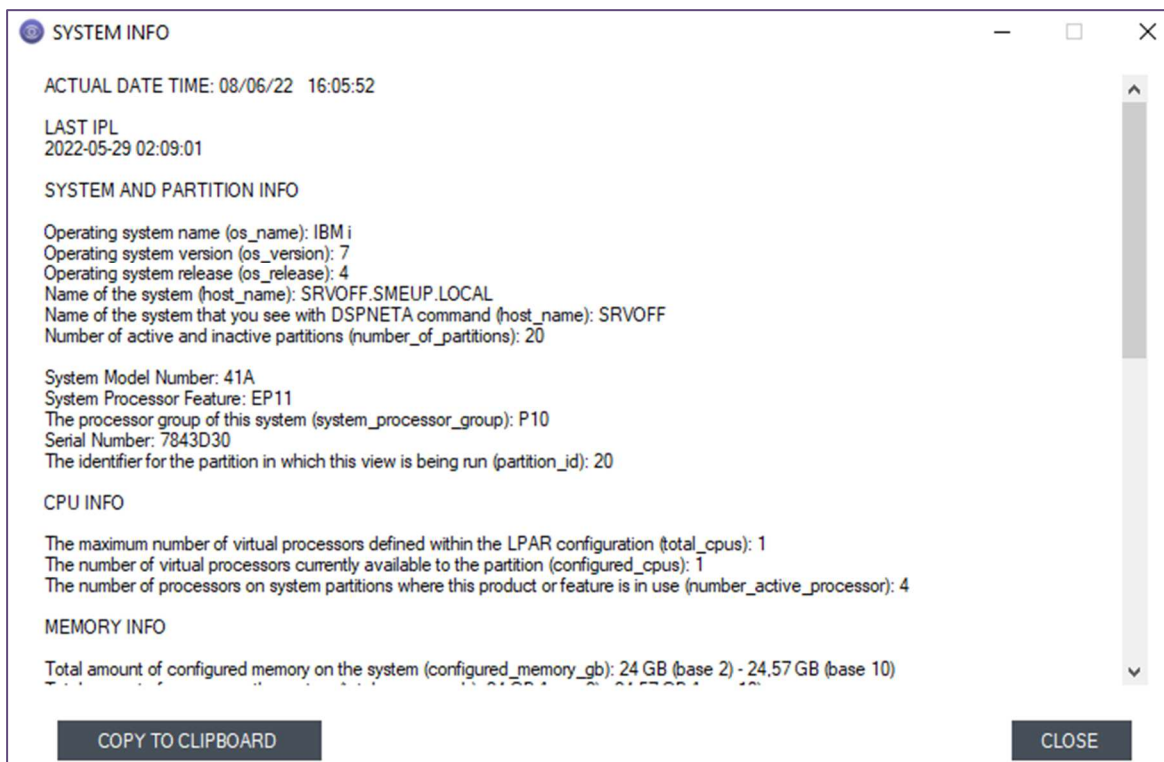 SYSTEM INFO
ACTUAL DATE TIME: 08/06/22 16:05:52
LAST IPL
2022-05-29 02:09:01
SYSTEM AND PARTITION INFO
Operating system name (os_name): IBM i
Operating system version (os_version): 7
Operating system release (os_release): 4
Name of the system (host_name): SRVOFF.SMEUP.LOCAL
Name of the system that you see with DSPNETA command (host_name): SRVOFF
Number of active and inactive partitions (number_of_partitions): 20
System Model Number: 41A
System Processor Feature: EP11
The processor group of this system (system_processor_group): P10
Serial Number: 7843D30
The identifier for the partition in which this view is being run (partition_id): 20
CPU INFO
The maximum number of virtual processors defined within the LPAR configuration (total_cpus): 1
The number of virtual processors currently available to the partition (configured_cpus): 1
The number of processors on system partitions where this product or feature is in use (number_active_processor): 4
MEMORY INFO
Total amount of configured memory on the system (configured_memory_gb): 24 GB (base 2) - 24,57 GB (base 10)
COPY TO CLIPBOARD
CLOSE